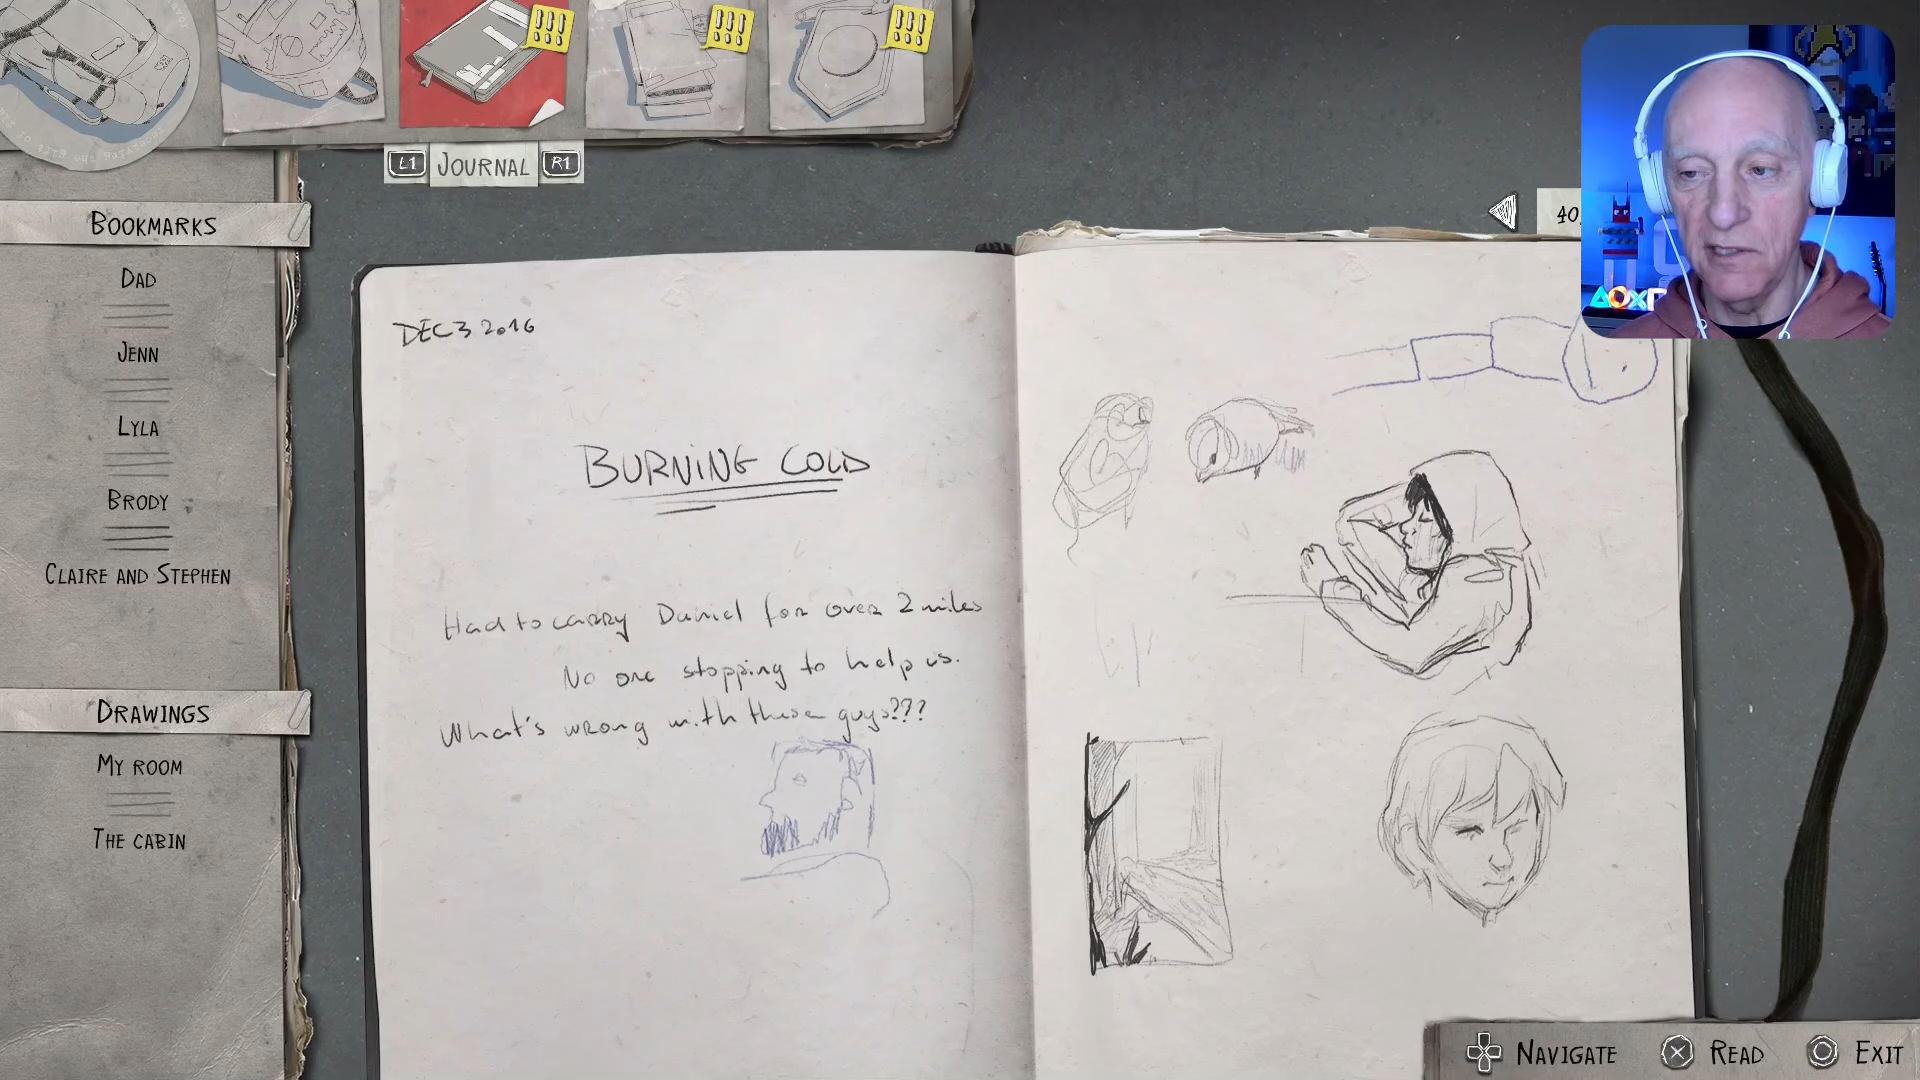 L1 JOURNAL R1
BOOKMARKS
DAD
JENN
LYLA
BRODY
CLAIRE AND STEPHEN
DRAWINGS
MY ROOM
THE CABIN
40
DEC 3 2016
BURNING COLD
Had to carry Daniel for over 2 miles
No one stopping to help us.
What's wrong with these guys???
NAVIGATE READ EXIT